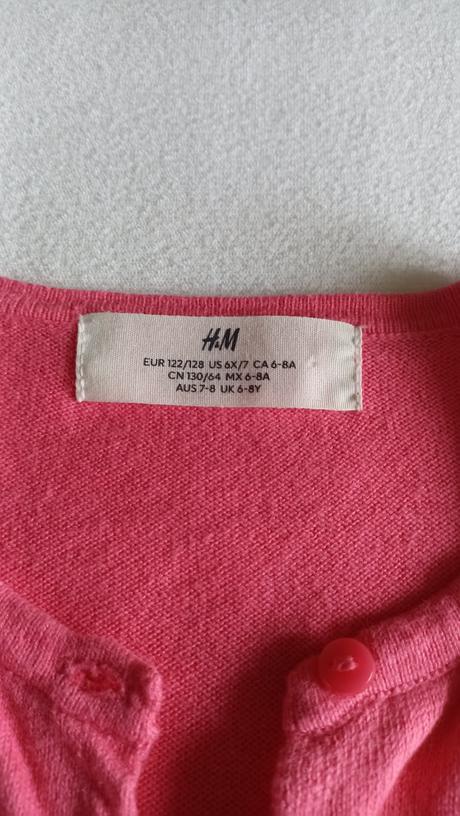 H&M
EUR 122/128 US 6X/7 CA 6-8A
CN 130/64 MX 6-8A
AUS 7-8 UK 6-8Y